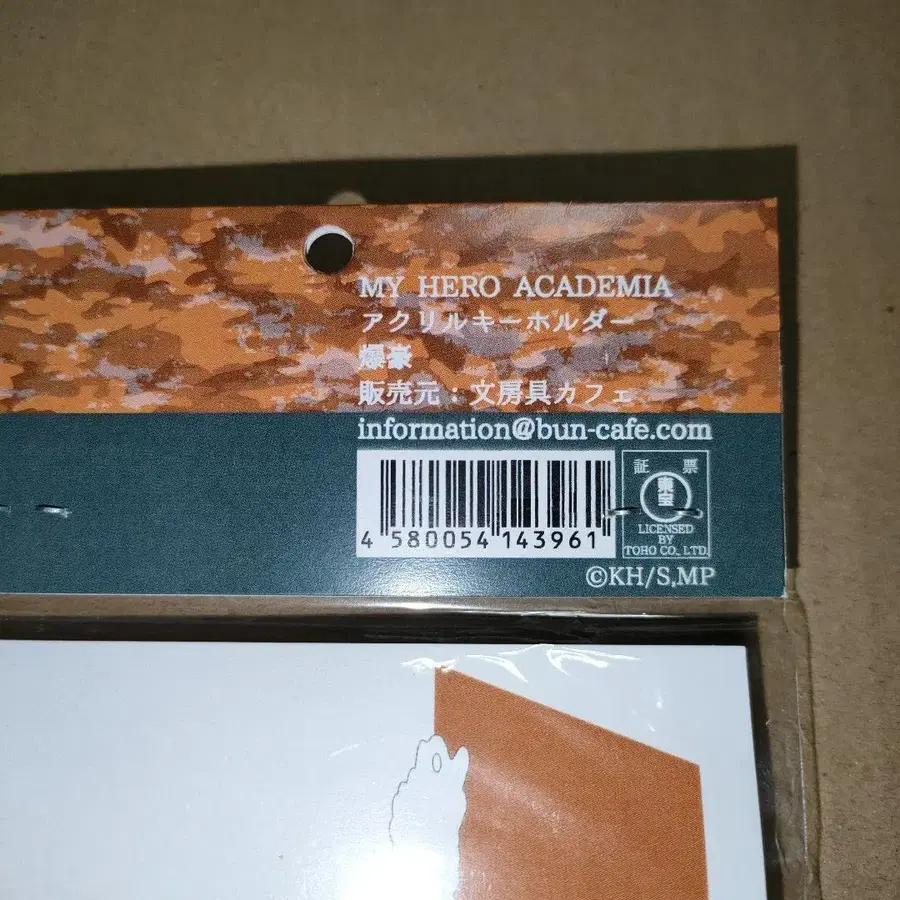 MY HERO ACADEMIA
アクリルキーホルダー
爆豪
販売元：文房具カフェ
information@bun-cafe.com
4 580054 143961
証 票
東宝
LICENSED
BY
TOHO CO., LTD.
©KH/S,MP